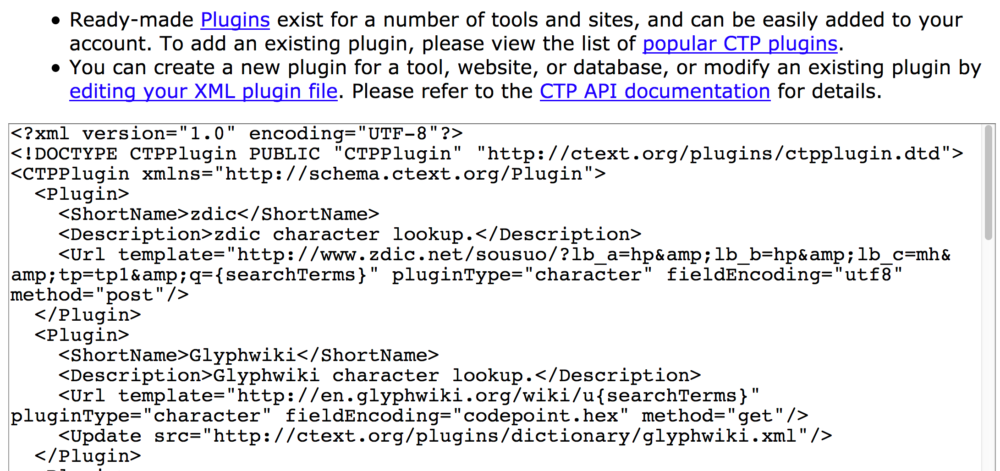 • Ready-made Plugins exist for a number of tools and sites, and can be easily added to your
account. To add an existing plugin, please view the list of popular CTP plugins.
• You can create a new plugin for a tool, website, or database, or modify an existing plugin by
editing your XML plugin file. Please refer to the CTP API documentation for details.
<?xml version="1.0" encoding="UTF-8"?>
<!DOCTYPE CTPPlugin PUBLIC "CTPPlugin" "http://ctext.org/plugins/ctpplugin.dtd">
<CTPPlugin xmlns="http://schema.ctext.org/Plugin">
  <Plugin>
    <ShortName>zdic</ShortName>
    <Description>zdic character lookup.</Description>
    <Url template="http://www.zdic.net/sousuo/?lb_a=hp&amp;lb_b=hp&amp;lb_c=mh&
amp;tp=tp1&amp;q={searchTerms}" pluginType="character" fieldEncoding="utf8"
method="post"/>
  </Plugin>
  <Plugin>
    <ShortName>Glyphwiki</ShortName>
    <Description>Glyphwiki character lookup.</Description>
    <Url template="http://en.glyphwiki.org/wiki/u{searchTerms}"
pluginType="character" fieldEncoding="codepoint.hex" method="get"/>
    <Update src="http://ctext.org/plugins/dictionary/glyphwiki.xml"/>
  </Plugin>